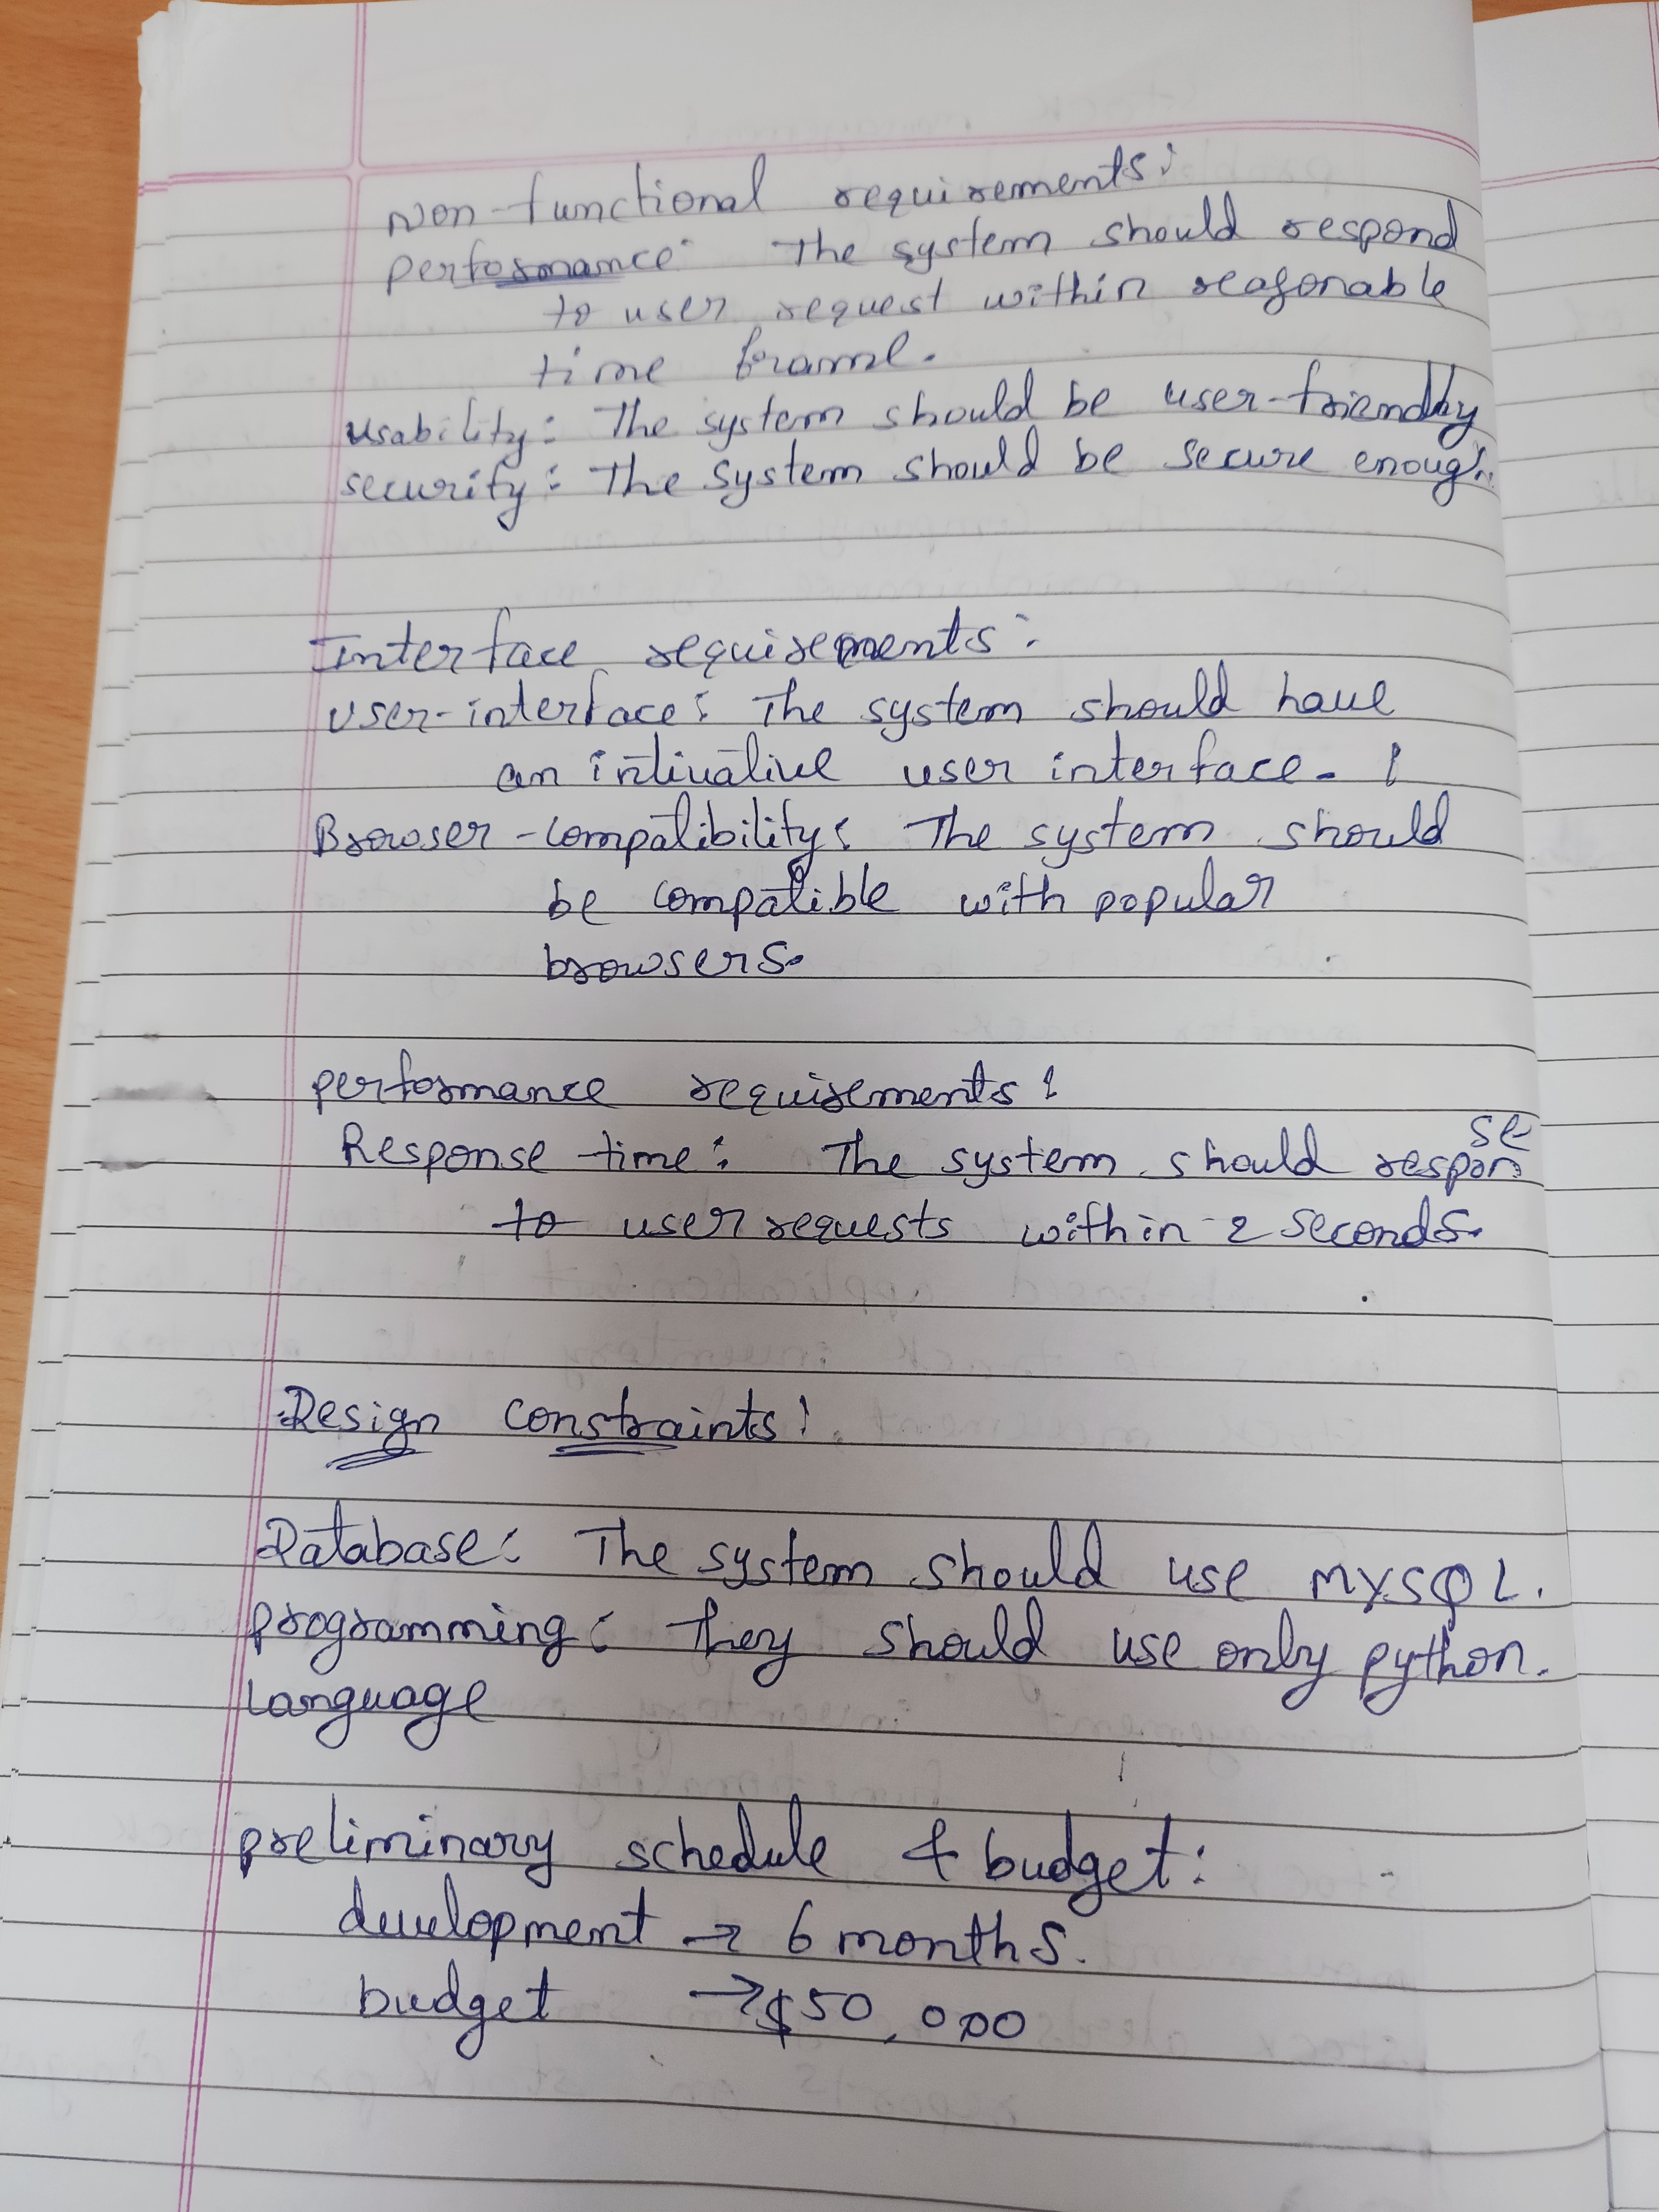 Non-functional requirements:
performance: The system should respond
to user request within reasonable
time frame.
usability: The system should be user-friendly
security: The system should be secure enough.
Interface requirements:
user-interface: The system should have
an intivative user interface.
Browser-compatibility: The system should
be compatible with popular
browsers.
performance requirements:
Response time: The system should response
to user requests within 2 seconds.
Design constraints:
Database: The system should use MYSQL.
programming: They should use only python.
language
preliminary schedule & budget:
development → 6 months.
budget → $50,000